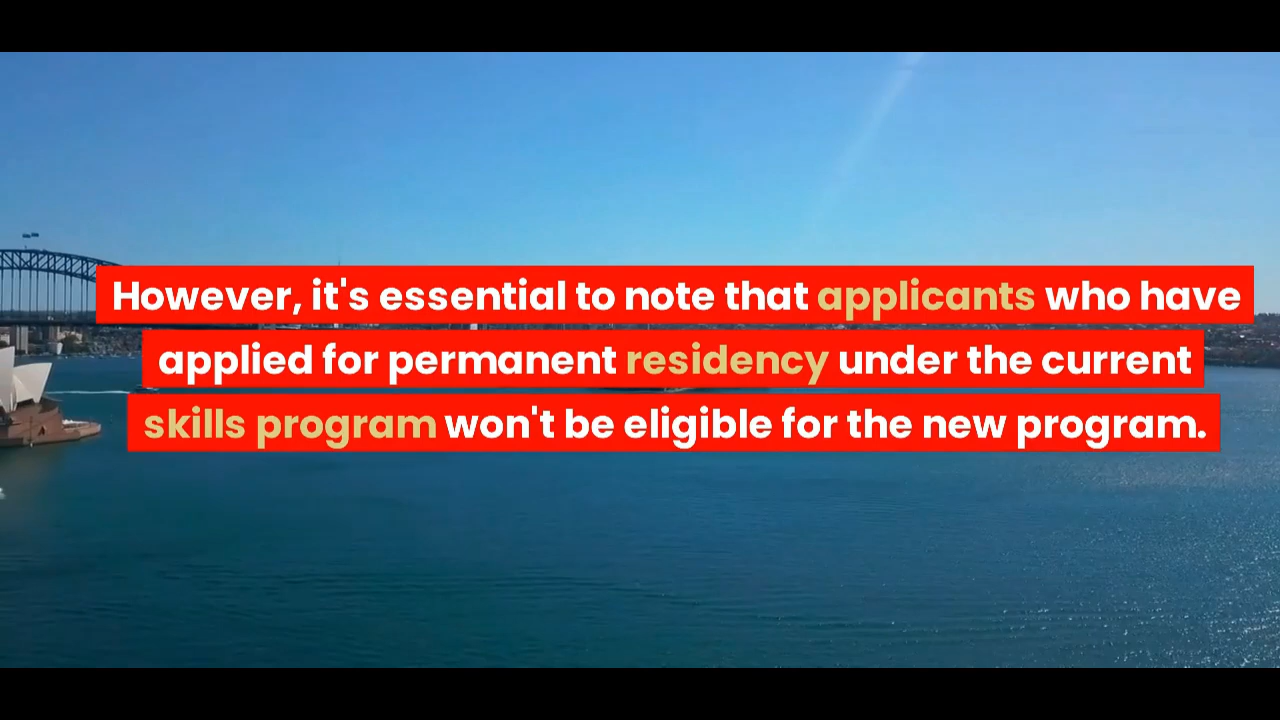 However, it's essential to note that applicants who have
applied for permanent residency under the current
skills program won't be eligible for the new program.